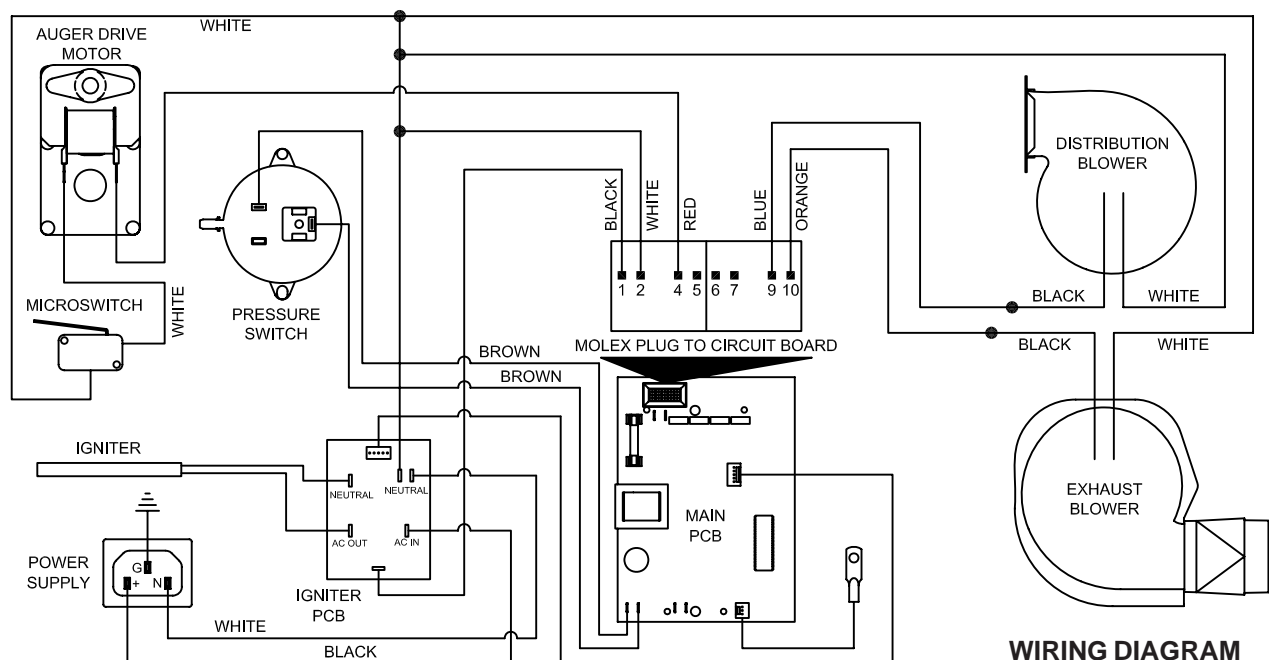 WHITE
AUGER DRIVE
MOTOR
DISTRIBUTION
BLOWER
BLACK
WHITE
RED
BLUE
ORANGE
1
2
4
5
6
7
9
10
MICROSWITCH
WHITE
PRESSURE
SWITCH
BLACK
WHITE
MOLEX PLUG TO CIRCUIT BOARD
BLACK
WHITE
BROWN
BROWN
IGNITER
NEUTRAL
NEUTRAL
EXHAUST
BLOWER
MAIN
PCB
AC OUT
AC IN
POWER
SUPPLY
G
+
N
IGNITER
PCB
WHITE
BLACK
WIRING DIAGRAM